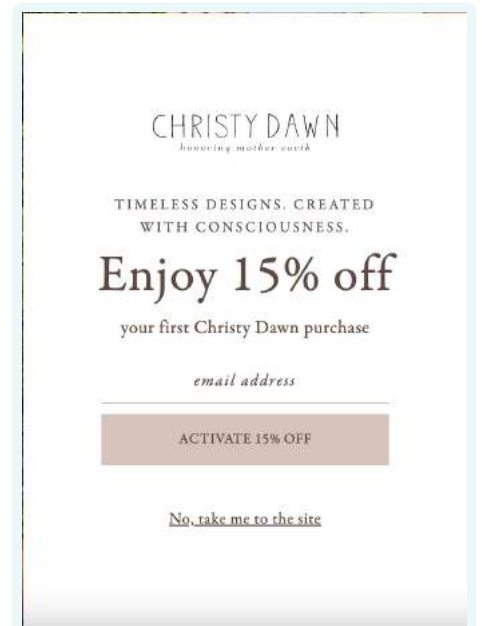 CHRISTY DAWN
honoring mother earth
TIMELESS DESIGNS. CREATED
WITH CONSCIOUSNESS.
Enjoy 15% off
your first Christy Dawn purchase
email address
ACTIVATE 15% OFF
No, take me to the site